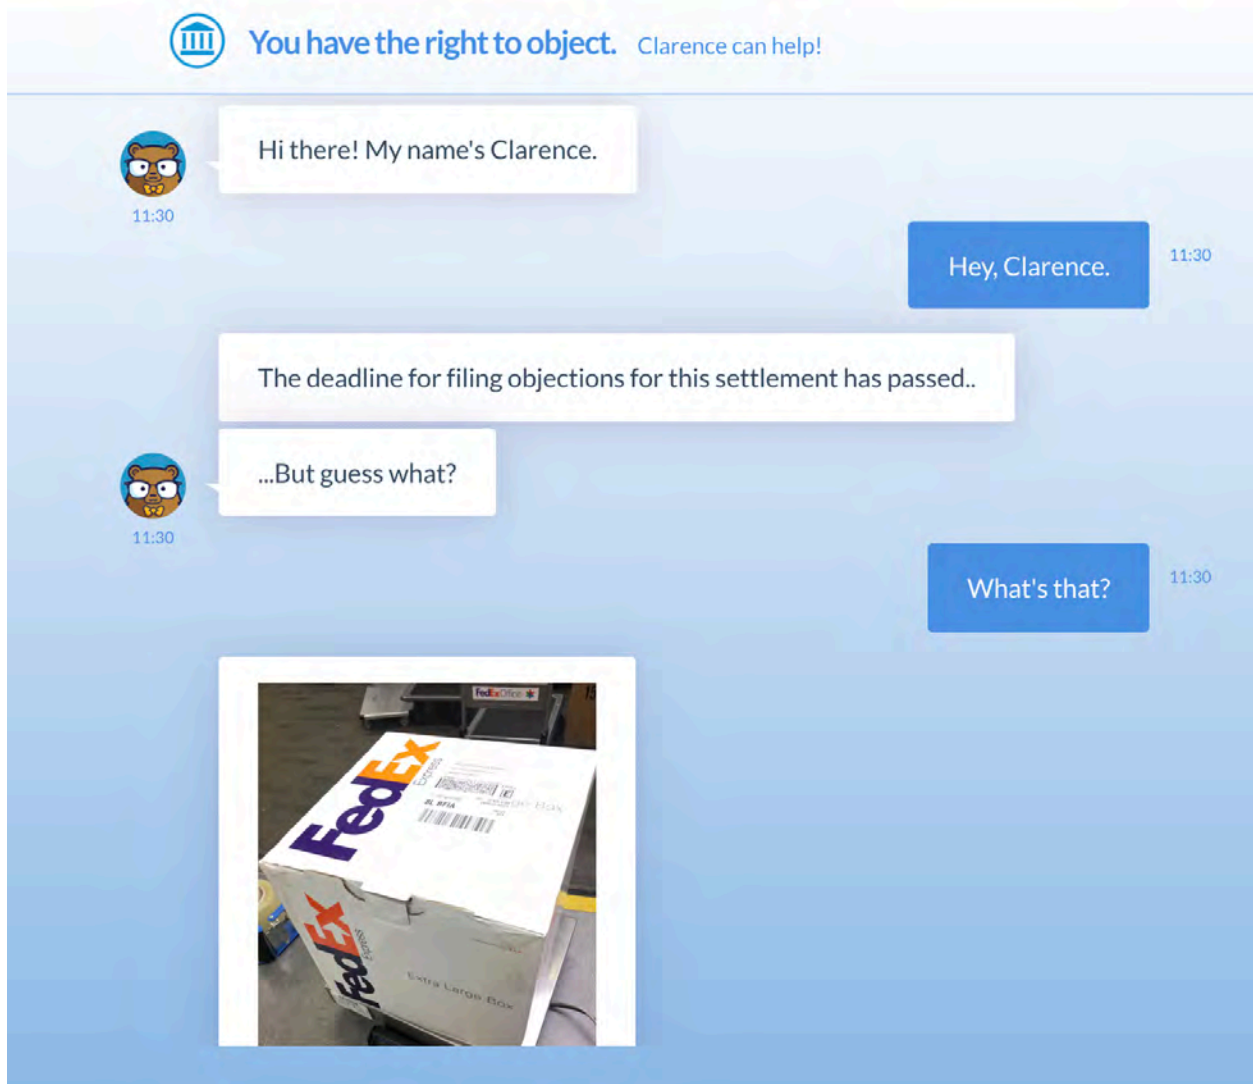 You have the right to object. Clarence can help!
Hi there! My name's Clarence.
11:30
Hey, Clarence.
11:30
The deadline for filing objections for this settlement has passed..
...But guess what?
11:30
What's that?
11:30
FedExOffice
15
FedEx
Express
FedEx
Express
Extra Large Box